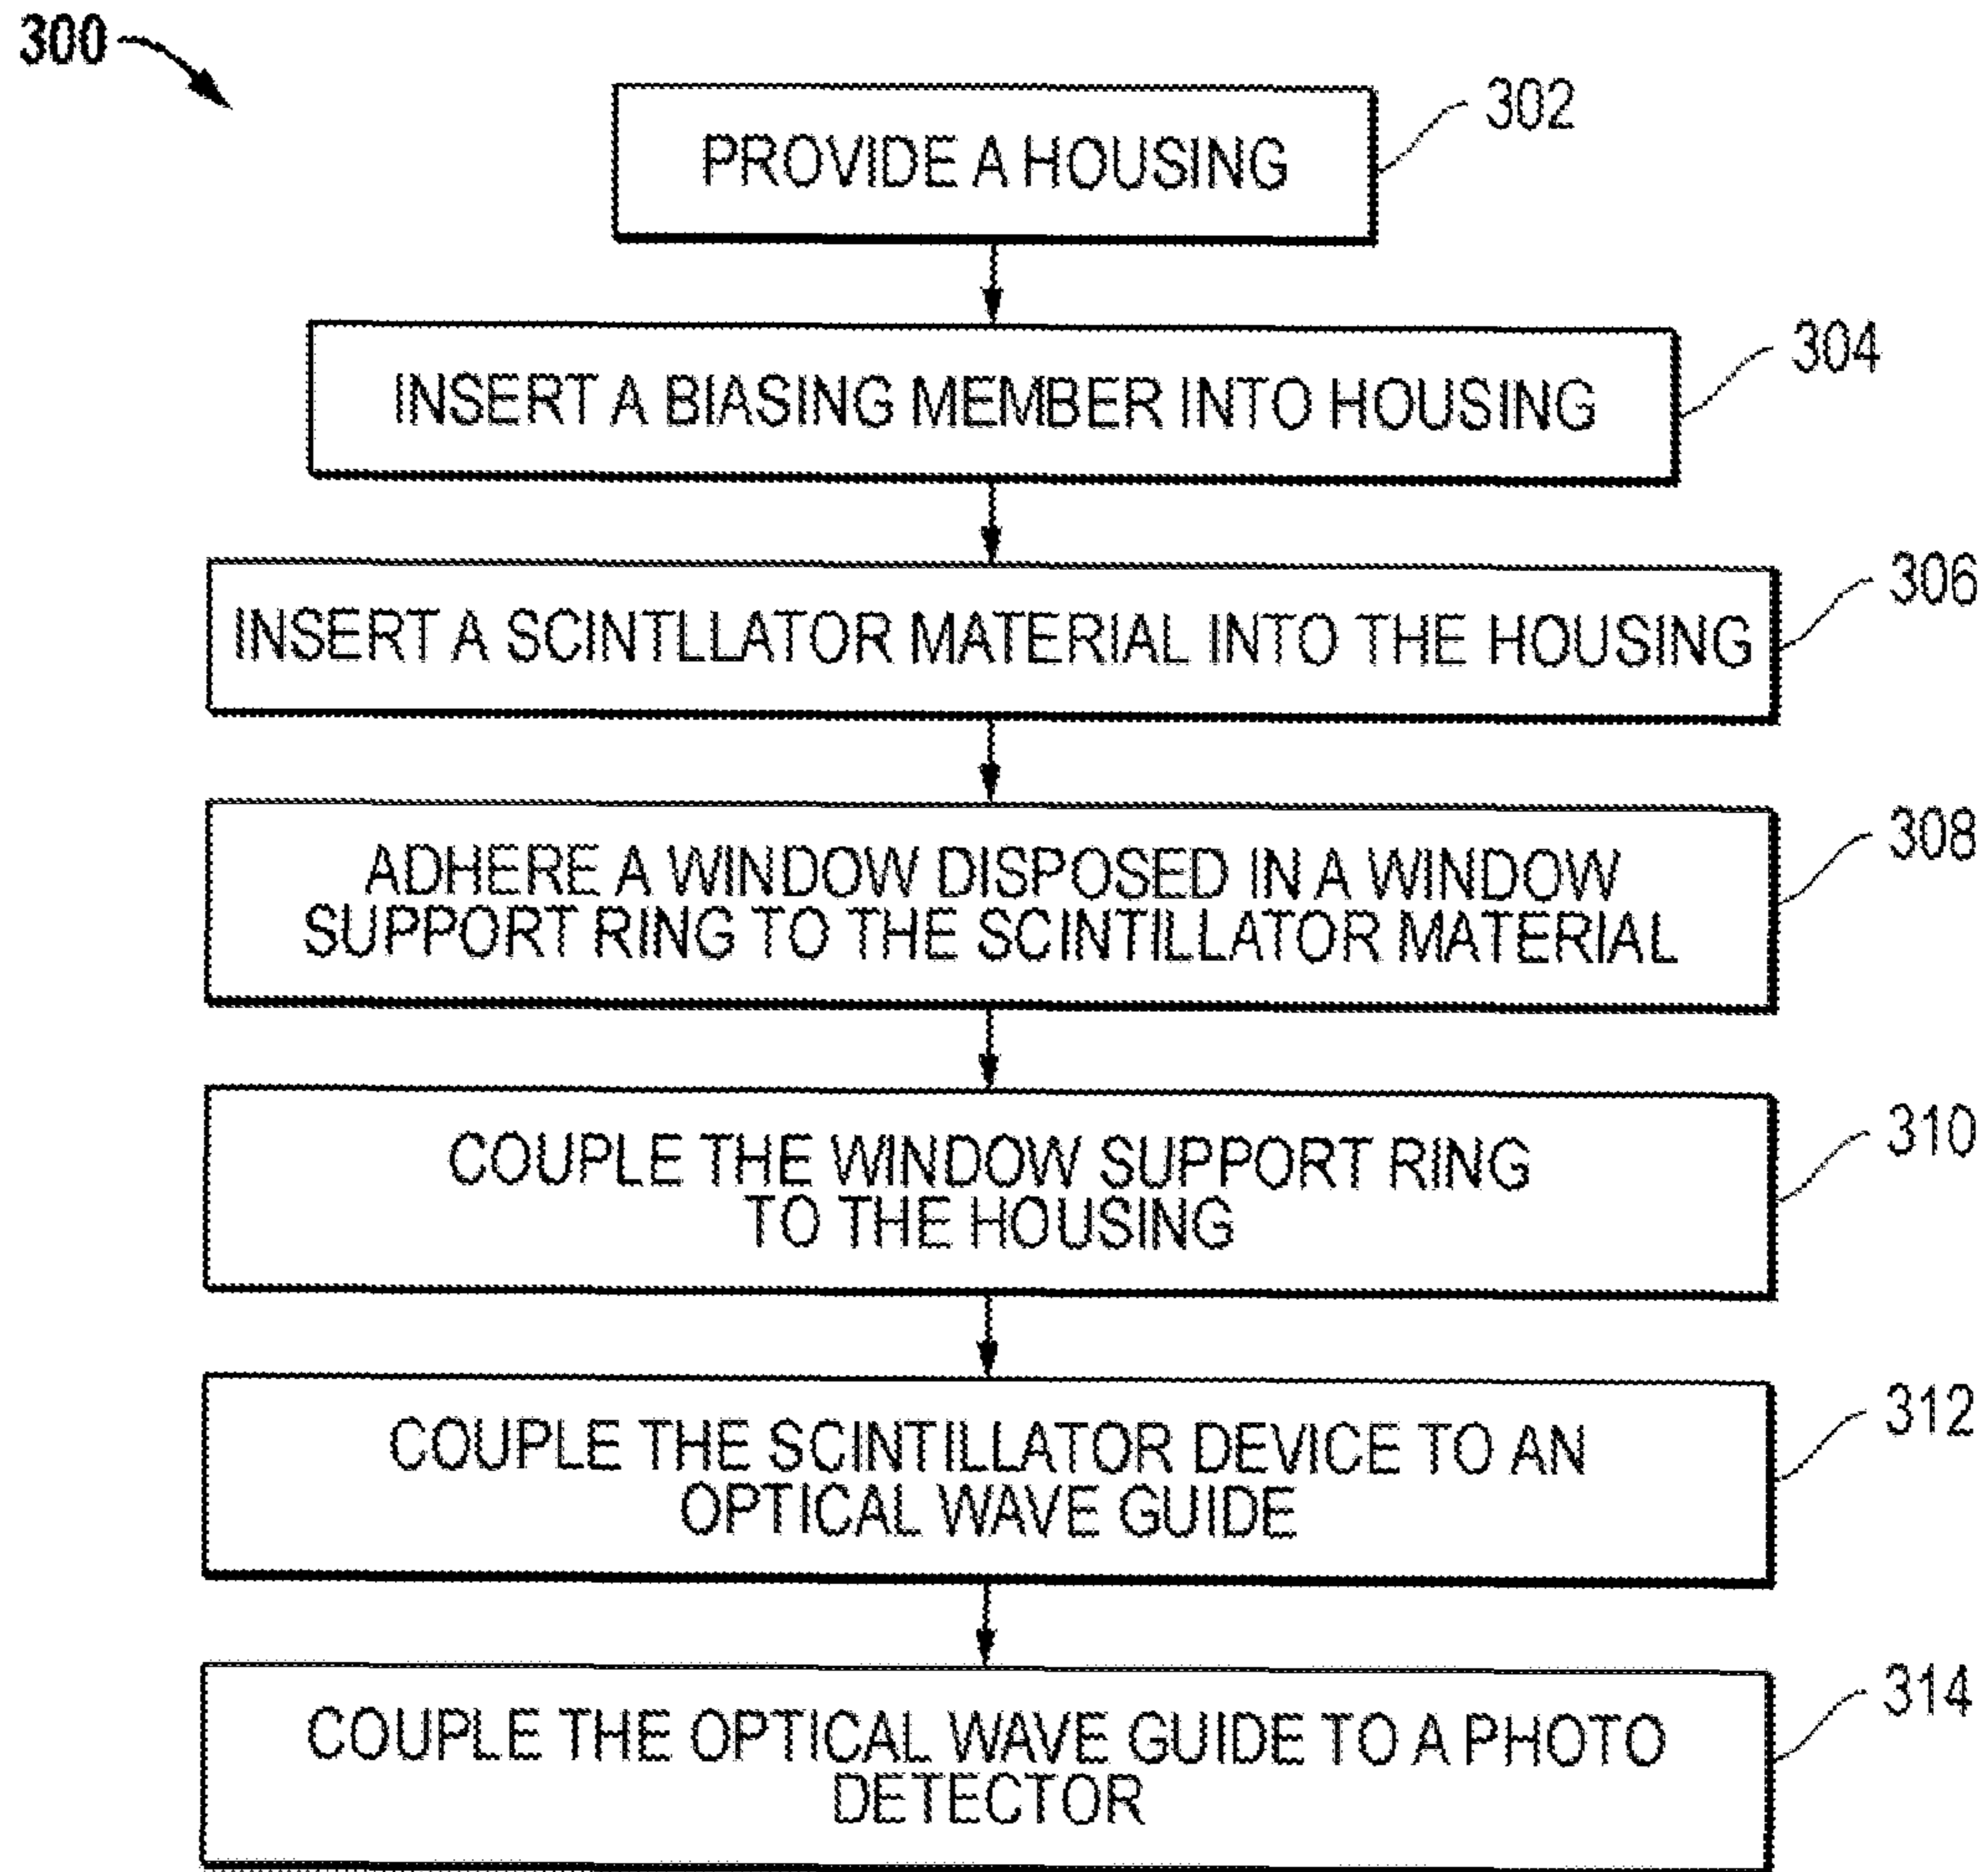 300
PROVIDE A HOUSING
302
INSERT A BIASING MEMBER INTO HOUSING
304
INSERT A SCINTLLATOR MATERIAL INTO THE HOUSING
306
ADHERE A WINDOW DISPOSED IN A WINDOW
SUPPORT RING TO THE SCINTILLATOR MATERIAL
308
COUPLE THE WINDOW SUPPORT RING
TO THE HOUSING
310
COUPLE THE SCINTILLATOR DEVICE TO AN
OPTICAL WAVE GUIDE
312
COUPLE THE OPTICAL WAVE GUIDE TO A PHOTO
DETECTOR
314